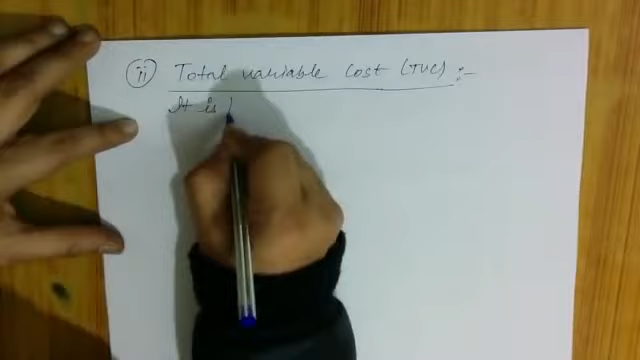 (ii) Total variable Cost (TVC) :-
It is